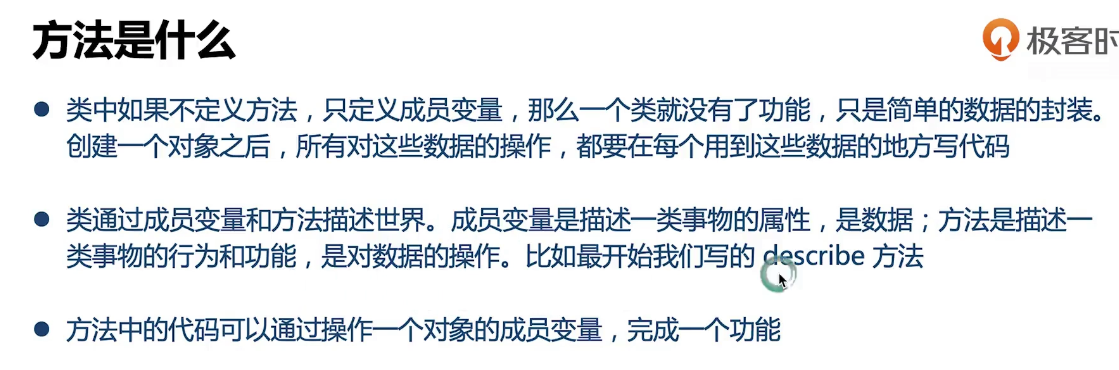 方法是什么
极客时
● 类中如果不定义方法，只定义成员变量，那么一个类就没有了功能，只是简单的数据的封装。
创建一个对象之后，所有对这些数据的操作，都要在每个用到这些数据的地方写代码
● 类通过成员变量和方法描述世界。成员变量是描述一类事物的属性，是数据；方法是描述一
类事物的行为和功能，是对数据的操作。比如最开始我们写的 describe 方法
● 方法中的代码可以通过操作一个对象的成员变量，完成一个功能